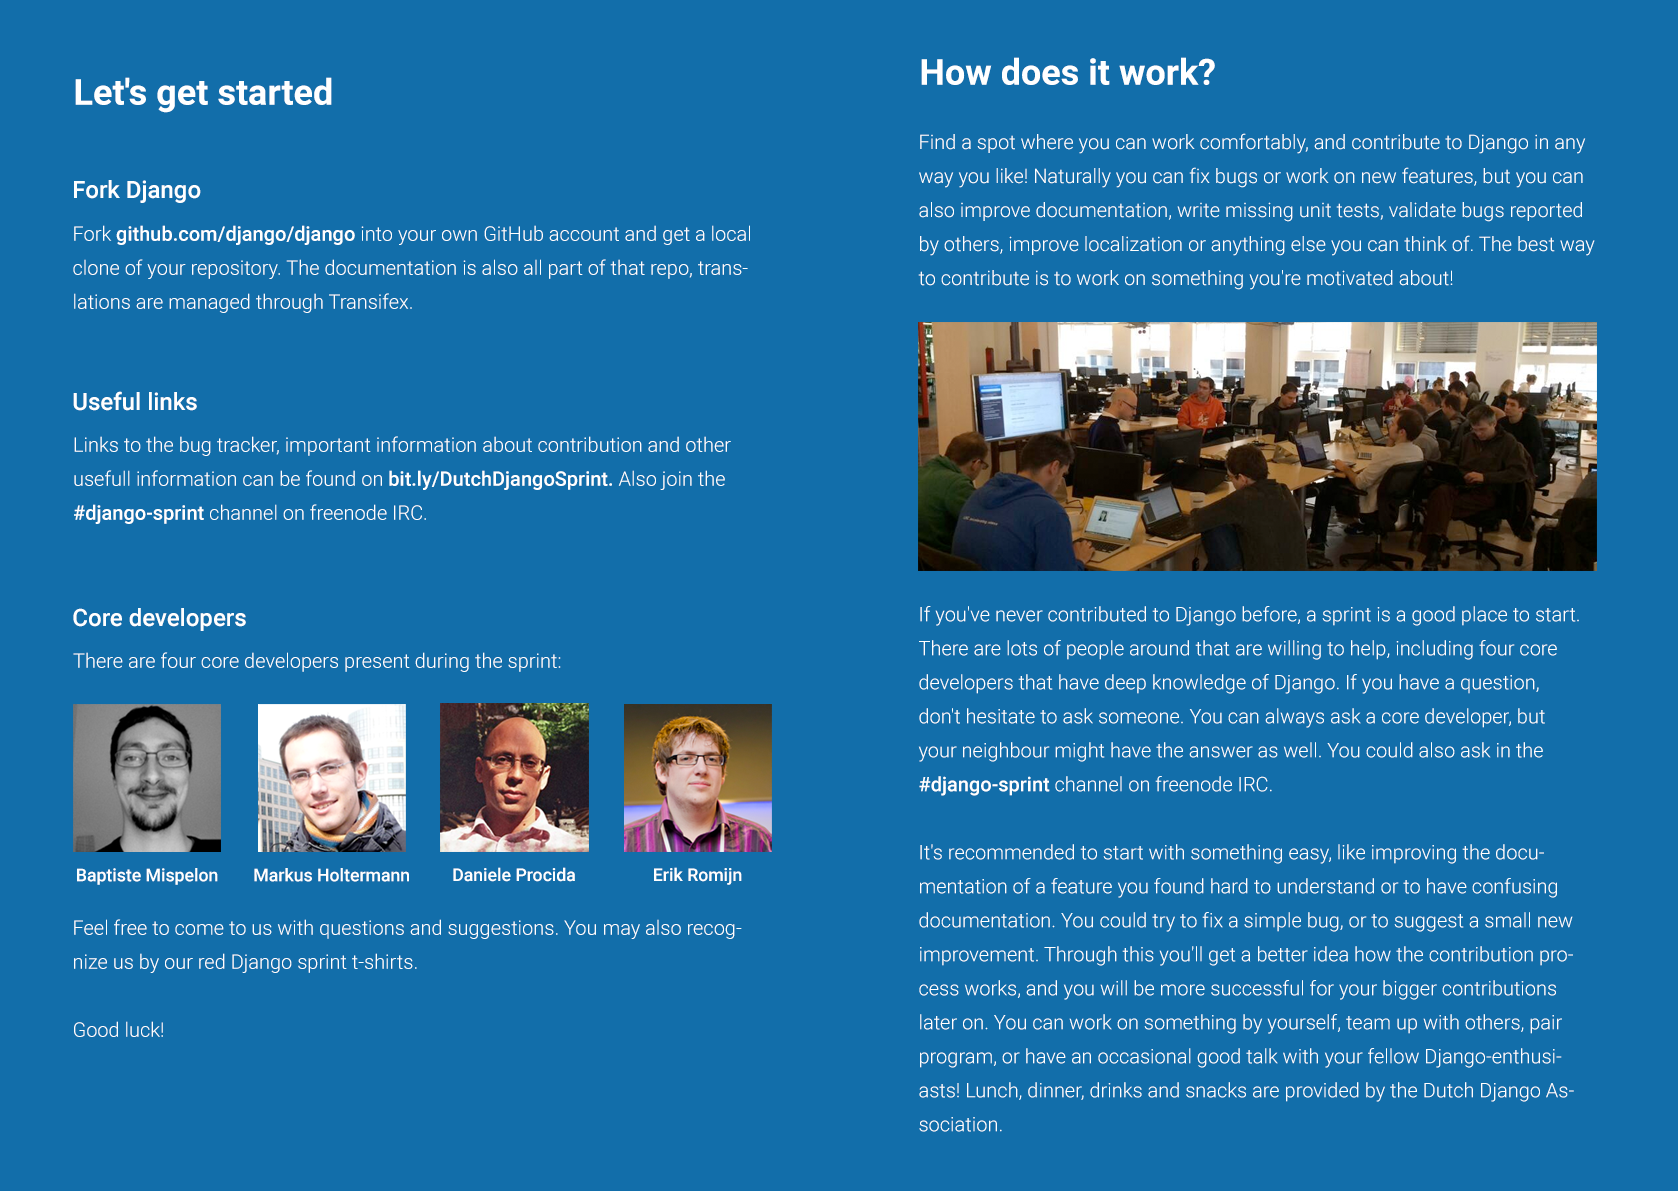 Let's get started
Fork Django
Fork github.com/django/django into your own GitHub account and get a local
clone of your repository. The documentation is also all part of that repo, trans-
lations are managed through Transifex.
Useful links
Links to the bug tracker, important information about contribution and other
usefull information can be found on bit.ly/DutchDjangoSprint. Also join the
#django-sprint channel on freenode IRC.
Core developers
There are four core developers present during the sprint:
Baptiste Mispelon
Markus Holtermann
Daniele Procida
Erik Romijn
Feel free to come to us with questions and suggestions. You may also recog-
nize us by our red Django sprint t-shirts.
Good luck!
How does it work?
Find a spot where you can work comfortably, and contribute to Django in any
way you like! Naturally you can fix bugs or work on new features, but you can
also improve documentation, write missing unit tests, validate bugs reported
by others, improve localization or anything else you can think of. The best way
to contribute is to work on something you're motivated about!
If you've never contributed to Django before, a sprint is a good place to start.
There are lots of people around that are willing to help, including four core
developers that have deep knowledge of Django. If you have a question,
don't hesitate to ask someone. You can always ask a core developer, but
your neighbour might have the answer as well. You could also ask in the
#django-sprint channel on freenode IRC.
It's recommended to start with something easy, like improving the docu-
mentation of a feature you found hard to understand or to have confusing
documentation. You could try to fix a simple bug, or to suggest a small new
improvement. Through this you'll get a better idea how the contribution pro-
cess works, and you will be more successful for your bigger contributions
later on. You can work on something by yourself, team up with others, pair
program, or have an occasional good talk with your fellow Django-enthusi-
asts! Lunch, dinner, drinks and snacks are provided by the Dutch Django As-
sociation.